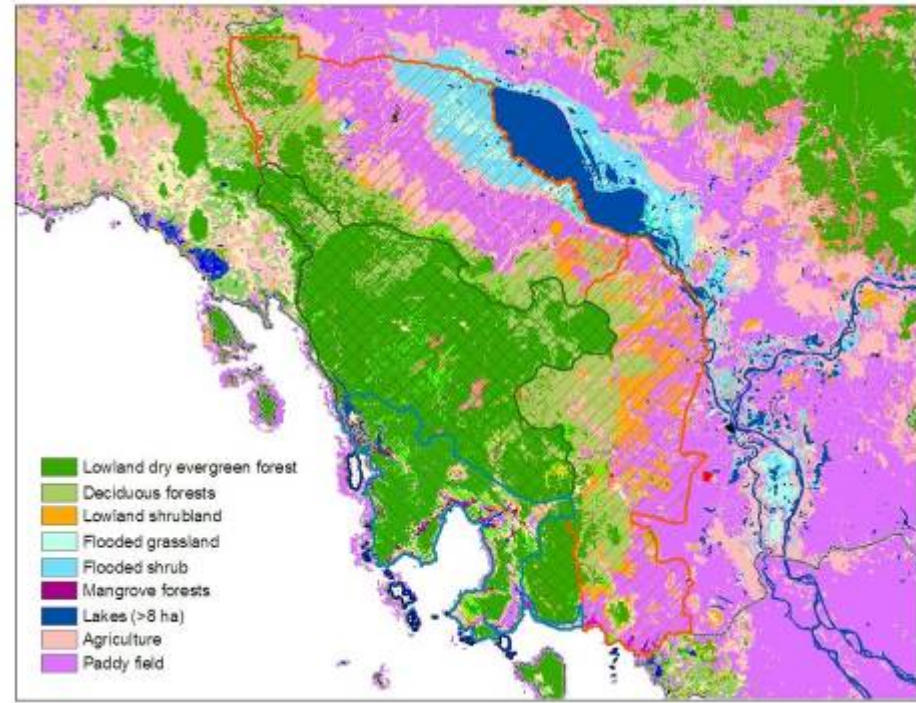 Lowland dry evergreen forest
Deciduous forests
Lowland shrubland
Flooded grassland
Flooded shrub
Mangrove forests
Lakes (>8 ha)
Agriculture
Paddy field